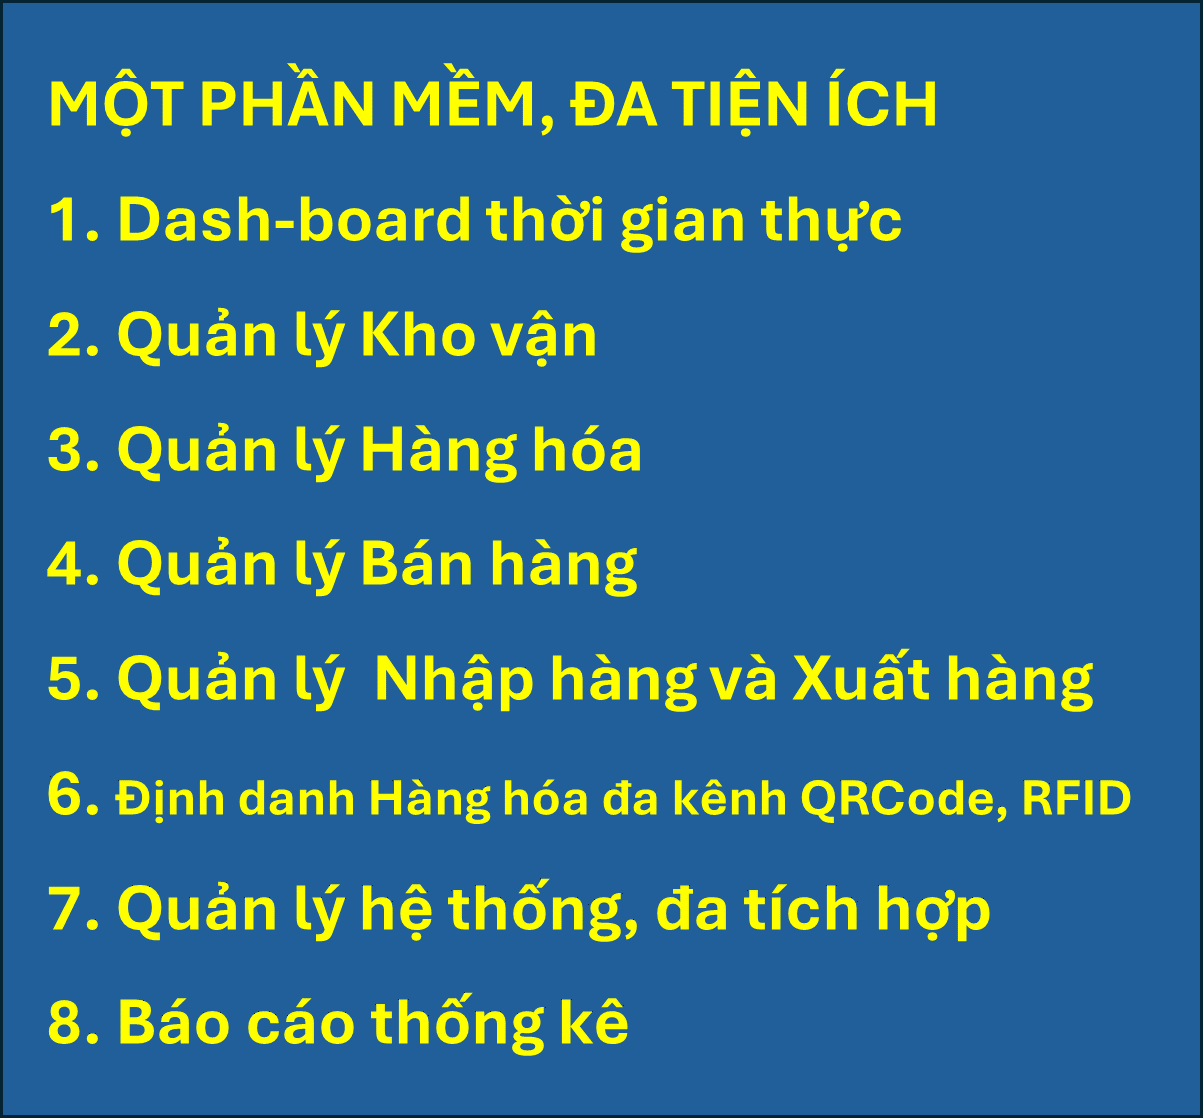 MỘT PHẦN MỀM, ĐA TIỆN ÍCH
1. Dash-board thời gian thực
2. Quản lý Kho vận
3. Quản lý Hàng hóa
4. Quản lý Bán hàng
5. Quản lý  Nhập hàng và Xuất hàng
6. Định danh Hàng hóa đa kênh QRCode, RFID
7. Quản lý hệ thống, đa tích hợp
8. Báo cáo thống kê